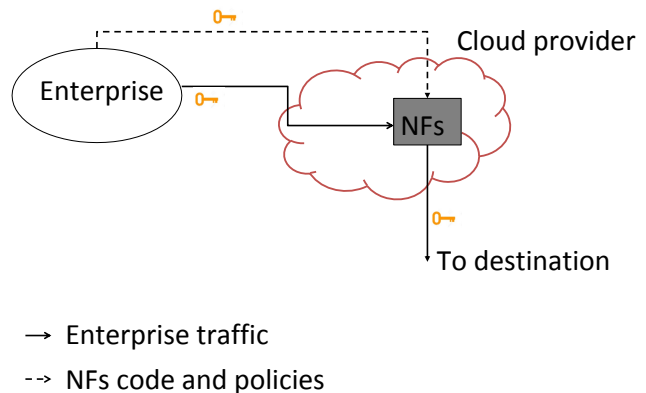 Cloud provider
Enterprise
NFs
To destination
Enterprise traffic
NFs code and policies